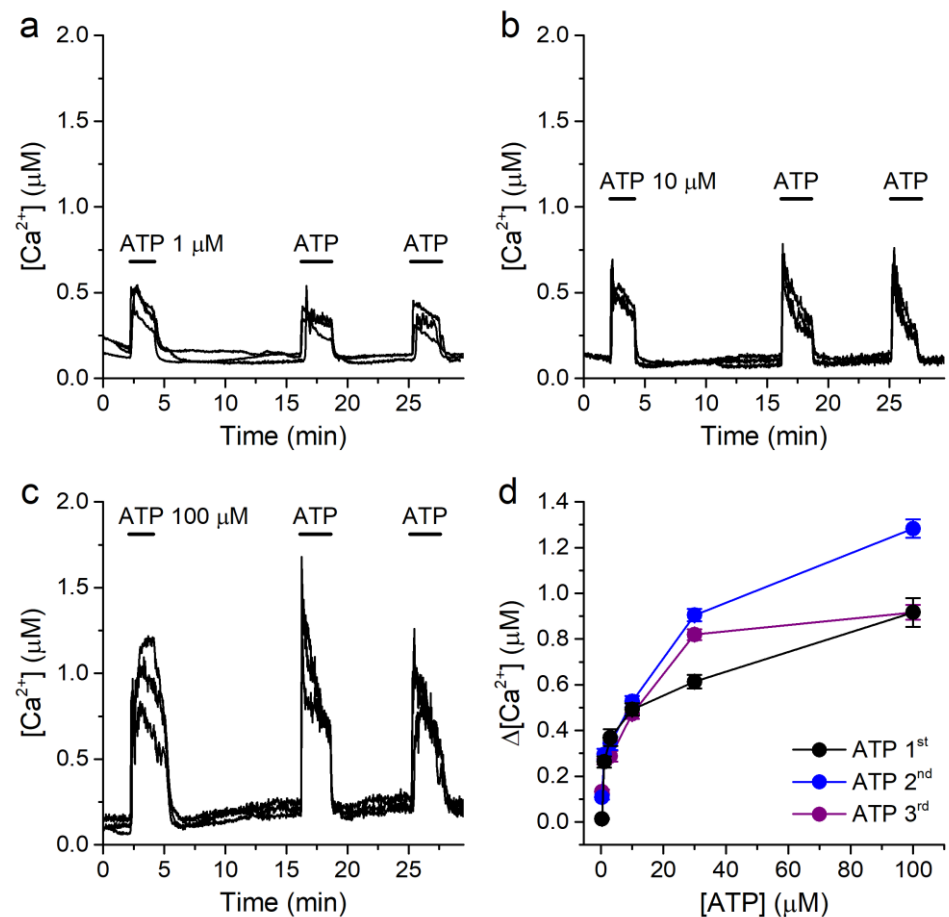 a
2.0
1.5
1.0
0.5
0.0
[Ca²⁺] (μM)
ATP 1 μM
ATP
ATP
0 5 10 15 20 25
Time (min)
b
2.0
1.5
1.0
0.5
0.0
[Ca²⁺] (μM)
ATP 10 μM
ATP
ATP
0 5 10 15 20 25
Time (min)
c
2.0
1.5
1.0
0.5
0.0
[Ca²⁺] (μM)
ATP 100 μM
ATP
ATP
0 5 10 15 20 25
Time (min)
d
1.4
1.2
1.0
0.8
0.6
0.4
0.2
0.0
Δ[Ca²⁺] (μM)
ATP 1ˢᵗ
ATP 2ⁿᵈ
ATP 3ʳᵈ
0 20 40 60 80 100
[ATP] (μM)